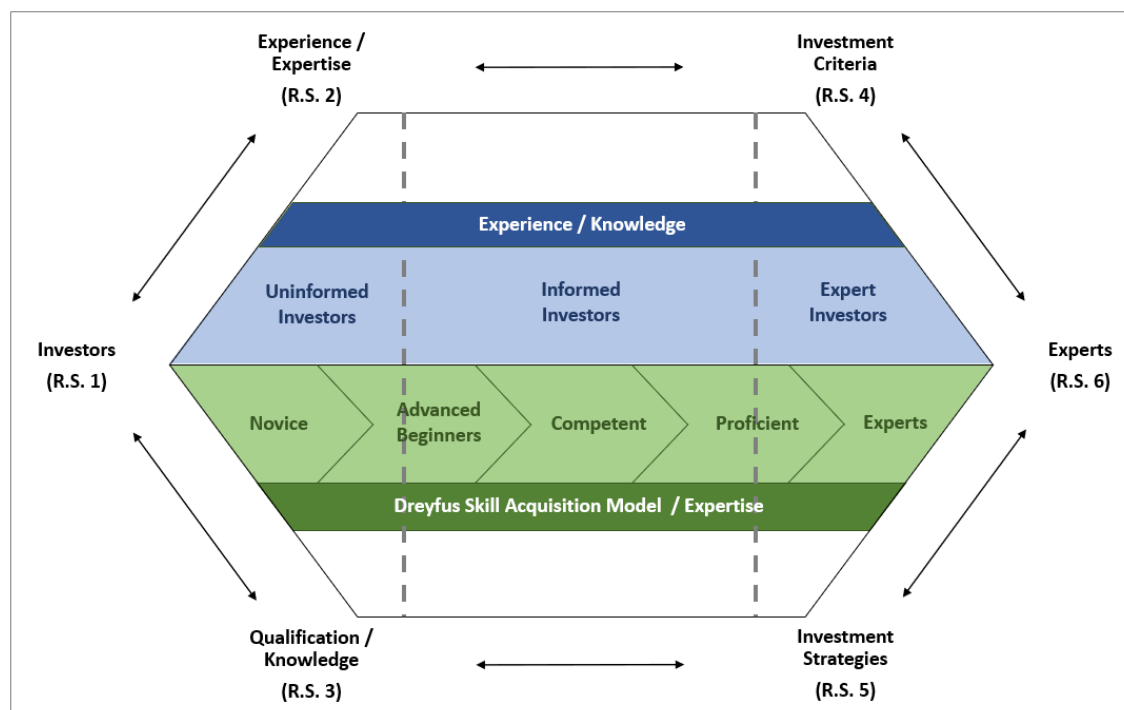 Experience /
Expertise
(R.S. 2)
Investment
Criteria
(R.S. 4)
Experience / Knowledge
Uninformed
Investors
Informed
Investors
Expert
Investors
Investors
(R.S. 1)
Experts
(R.S. 6)
Novice
Advanced
Beginners
Competent
Proficient
Experts
Dreyfus Skill Acquisition Model / Expertise
Qualification /
Knowledge
(R.S. 3)
Investment
Strategies
(R.S. 5)